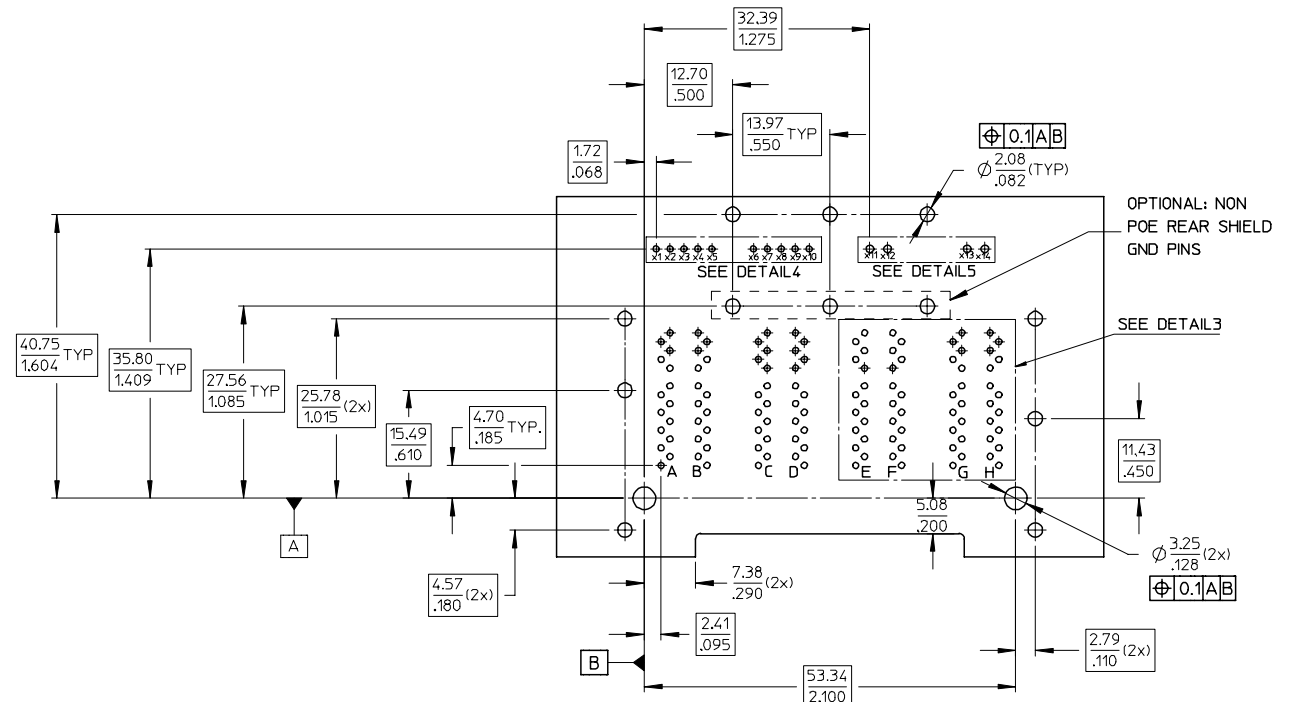 32.39
1.275
12.70
.500
13.97 TYP
.550
1.72
.068
⌖ 0.1 A B
Ø 2.08 (TYP)
.082
OPTIONAL: NON
POE REAR SHIELD
GND PINS
x1 x2 x3 x4 x5 x6 x7 x8 x9 x10
x11 x12 x13 x14
SEE DETAIL4
SEE DETAIL5
SEE DETAIL3
40.75 TYP
1.604
35.80 TYP
1.409
27.56 TYP
1.085
25.78 (2x)
1.015
15.49
.610
4.70 TYP.
.185
11.43
.450
A B C D E F G H
5.08
.200
A
Ø 3.25 (2x)
.128
⌖ 0.1 A B
4.57 (2x)
.180
7.38 (2x)
.290
2.41
.095
2.79 (2x)
.110
B
53.34
2.100